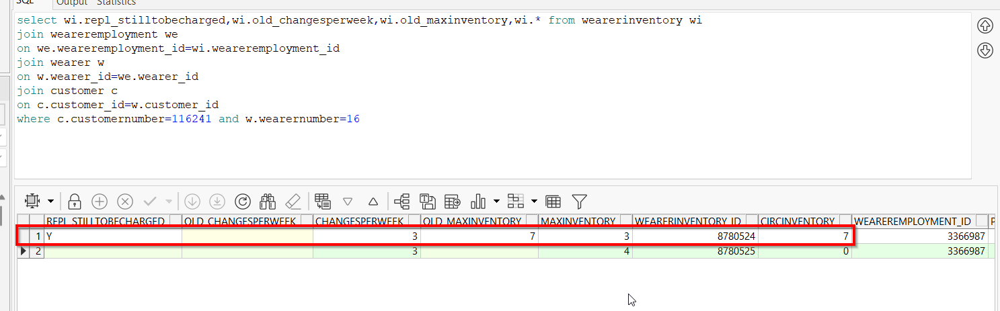 SQL Output Statistics
select wi.repl_stilltobecharged,wi.old_changesperweek,wi.old_maxinventory,wi.* from wearerinventory wi
join weareremployment we
on we.weareremployment_id=wi.weareremployment_id
join wearer w
on w.wearer_id=we.wearer_id
join customer c
on c.customer_id=w.customer_id
where c.customernumber=116241 and w.wearernumber=16
REPL_STILLTOBECHARGED OLD_CHANGESPERWEEK CHANGESPERWEEK OLD_MAXINVENTORY MAXINVENTORY WEARERINVENTORY_ID CIRCINVENTORY WEAREREMPLOYMENT_ID
1 Y 3 7 3 8780524 7 3366987
2 3 4 8780525 0 3366987